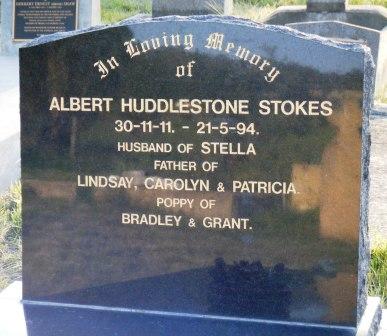 In Loving Memory
of
ALBERT HUDDLESTONE STOKES
30-11-11. - 21-5-94.
HUSBAND OF STELLA
FATHER OF
LINDSAY, CAROLYN & PATRICIA.
POPPY OF
BRADLEY & GRANT.